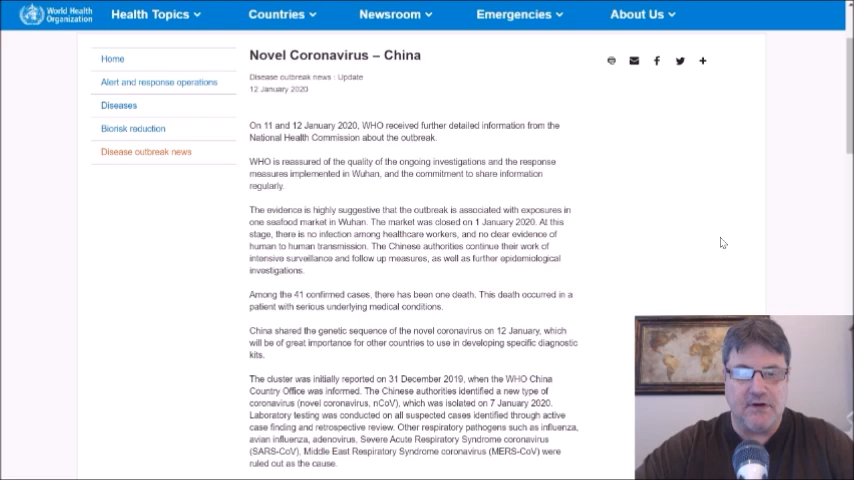 World Health
Organization
Health Topics
Countries
Newsroom
Emergencies
About Us
Home
Alert and response operations
Diseases
Biorisk reduction
Disease outbreak news
Novel Coronavirus – China
Disease outbreak news : Update
12 January 2020
On 11 and 12 January 2020, WHO received further detailed information from the
National Health Commission about the outbreak.
WHO is reassured of the quality of the ongoing investigations and the response
measures implemented in Wuhan, and the commitment to share information
regularly.
The evidence is highly suggestive that the outbreak is associated with exposures in
one seafood market in Wuhan. The market was closed on 1 January 2020. At this
stage, there is no infection among healthcare workers, and no clear evidence of
human to human transmission. The Chinese authorities continue their work of
intensive surveillance and follow up measures, as well as further epidemiological
investigations.
Among the 41 confirmed cases, there has been one death. This death occurred in a
patient with serious underlying medical conditions.
China shared the genetic sequence of the novel coronavirus on 12 January, which
will be of great importance for other countries to use in developing specific diagnostic
kits.
The cluster was initially reported on 31 December 2019, when the WHO China
Country Office was informed. The Chinese authorities identified a new type of
coronavirus (novel coronavirus, nCoV), which was isolated on 7 January 2020.
Laboratory testing was conducted on all suspected cases identified through active
case finding and retrospective review. Other respiratory pathogens such as influenza,
avian influenza, adenovirus, Severe Acute Respiratory Syndrome coronavirus
(SARS-CoV), Middle East Respiratory Syndrome coronavirus (MERS-CoV) were
ruled out as the cause.